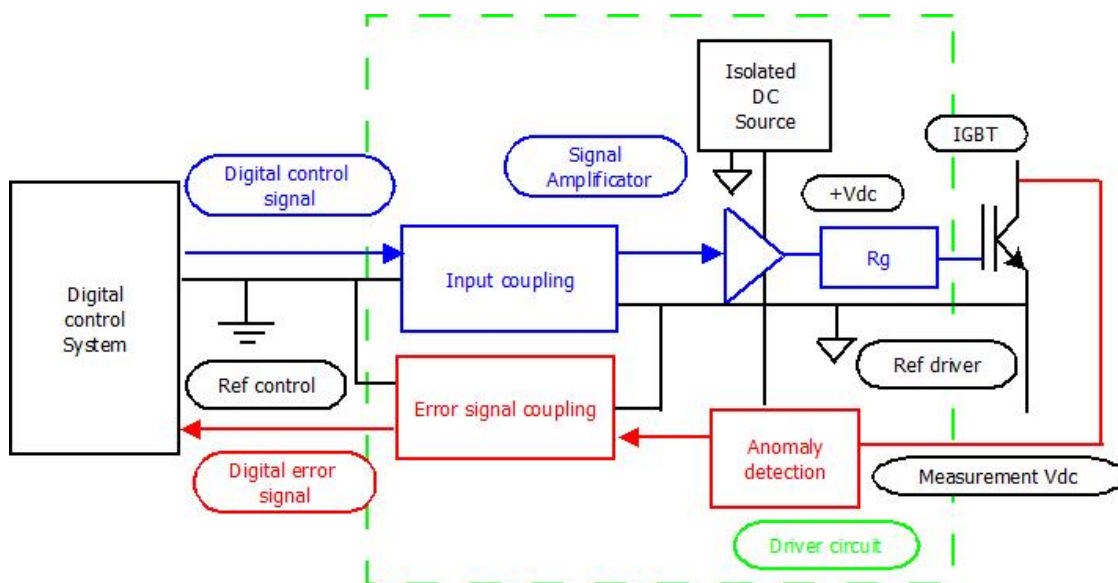 Isolated
DC
Source
IGBT
Digital control
signal
Signal
Amplificator
+Vdc
Digital
control
System
Input coupling
Rg
Ref control
Ref driver
Error signal coupling
Anomaly
detection
Digital error
signal
Measurement Vdc
Driver circuit